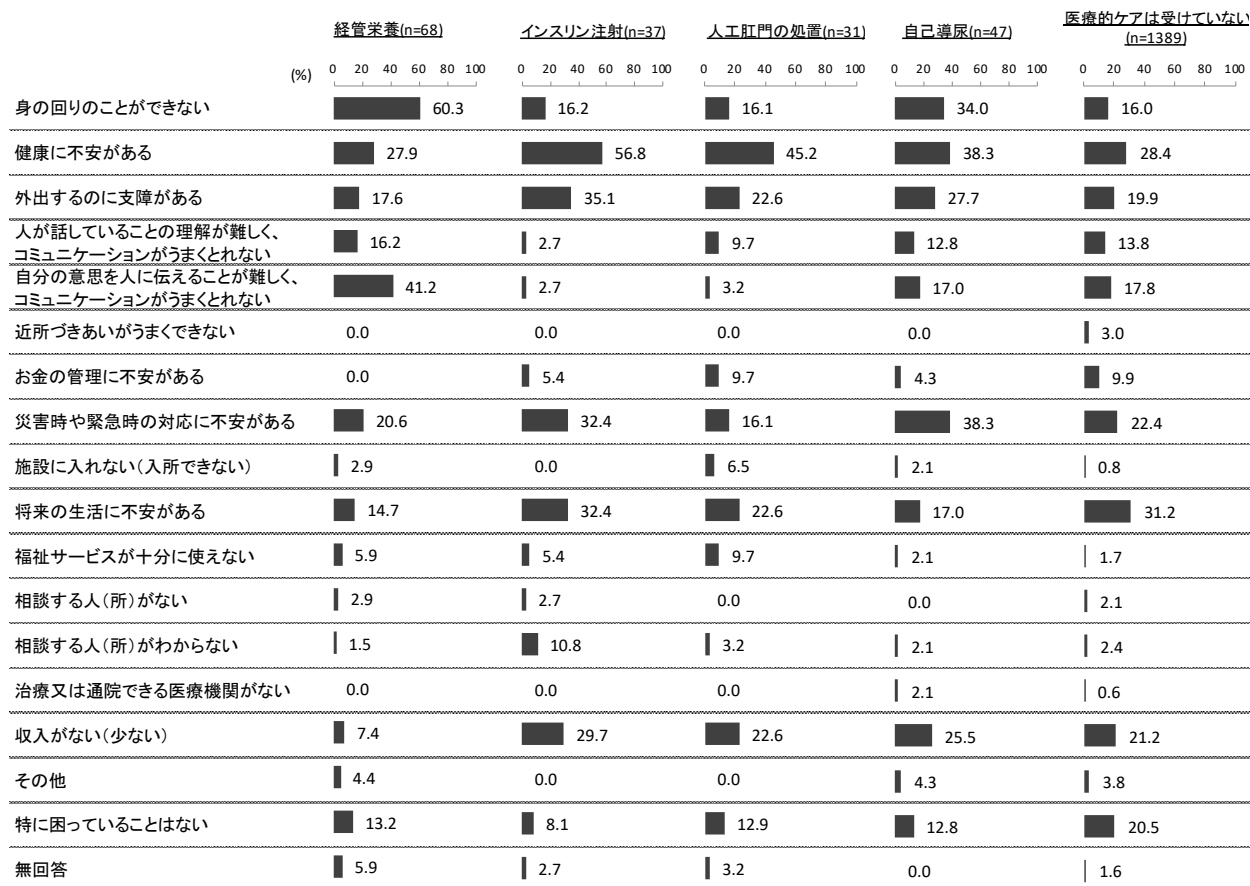 経管栄養(n=68) インスリン注射(n=37) 人工肛門の処置(n=31) 自己導尿(n=47) 医療的ケアは受けていない
(n=1389)
(%) 0 20 40 60 80 100 0 20 40 60 80 100 0 20 40 60 80 100 0 20 40 60 80 100 0 20 40 60 80 100
身の回りのことができない 60.3 16.2 16.1 34.0 16.0
健康に不安がある 27.9 56.8 45.2 38.3 28.4
外出するのに支障がある 17.6 35.1 22.6 27.7 19.9
人が話していることの理解が難しく、
コミュニケーションがうまくとれない 16.2 2.7 9.7 12.8 13.8
自分の意思を人に伝えることが難しく、
コミュニケーションがうまくとれない 41.2 2.7 3.2 17.0 17.8
近所づきあいがうまくできない 0.0 0.0 0.0 0.0 3.0
お金の管理に不安がある 0.0 5.4 9.7 4.3 9.9
災害時や緊急時の対応に不安がある 20.6 32.4 16.1 38.3 22.4
施設に入れない(入所できない) 2.9 0.0 6.5 2.1 0.8
将来の生活に不安がある 14.7 32.4 22.6 17.0 31.2
福祉サービスが十分に使えない 5.9 5.4 9.7 2.1 1.7
相談する人(所)がない 2.9 2.7 0.0 0.0 2.1
相談する人(所)がわからない 1.5 10.8 3.2 2.1 2.4
治療又は通院できる医療機関がない 0.0 0.0 0.0 2.1 0.6
収入がない(少ない) 7.4 29.7 22.6 25.5 21.2
その他 4.4 0.0 0.0 4.3 3.8
特に困っていることはない 13.2 8.1 12.9 12.8 20.5
無回答 5.9 2.7 3.2 0.0 1.6